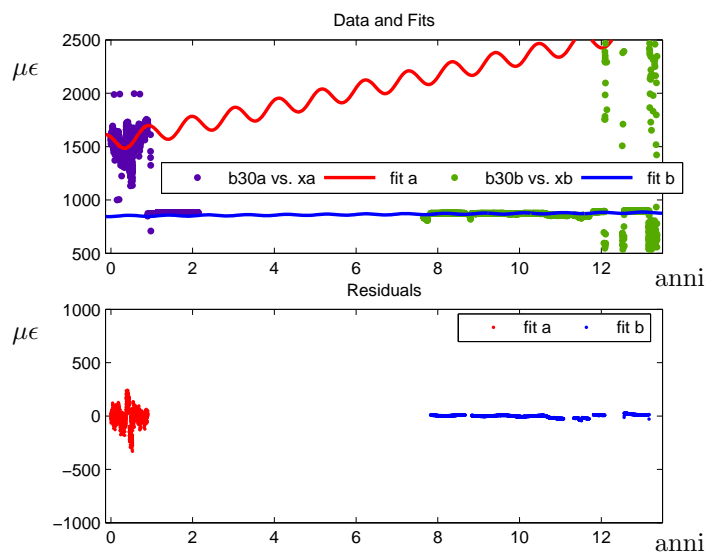 Data and Fits
με
2500
2000
1500
1000
500
b30a vs. xa
fit a
b30b vs. xb
fit b
0
2
4
6
8
10
12
anni
Residuals
με
1000
500
0
−500
−1000
fit a
fit b
0
2
4
6
8
10
12
anni